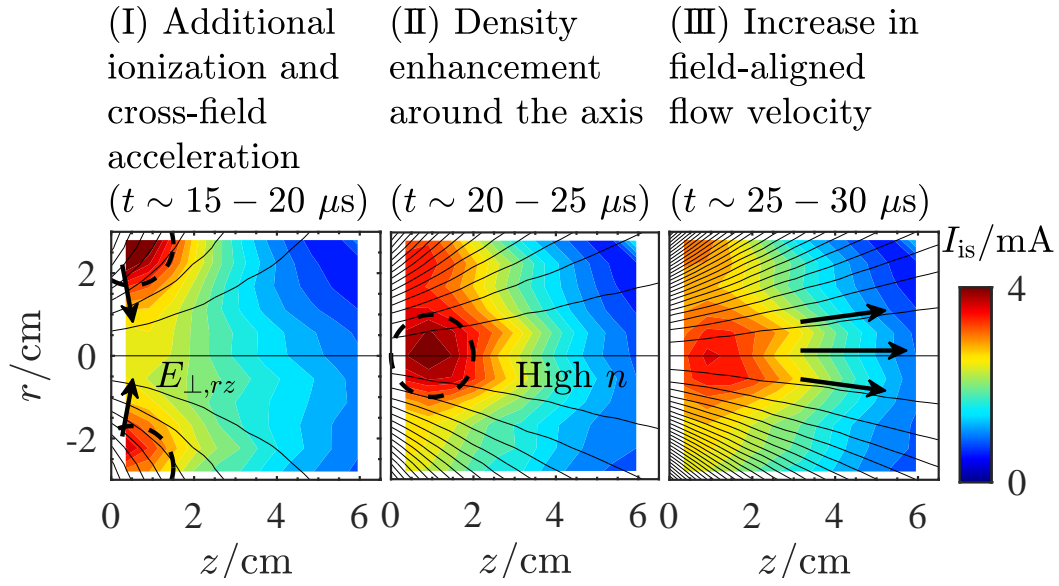 (Ⅰ) Additional
ionization and
cross-field
acceleration
(t ∼ 15 − 20 μs)
(Ⅱ) Density
enhancement
around the axis
(t ∼ 20 − 25 μs)
(Ⅲ) Increase in
field-aligned
flow velocity
(t ∼ 25 − 30 μs)
I_is/mA
4
0
r/cm
2
0
-2
E_⊥,rz
High n
0 2 4 6
z/cm
0 2 4 6
z/cm
0 2 4 6
z/cm